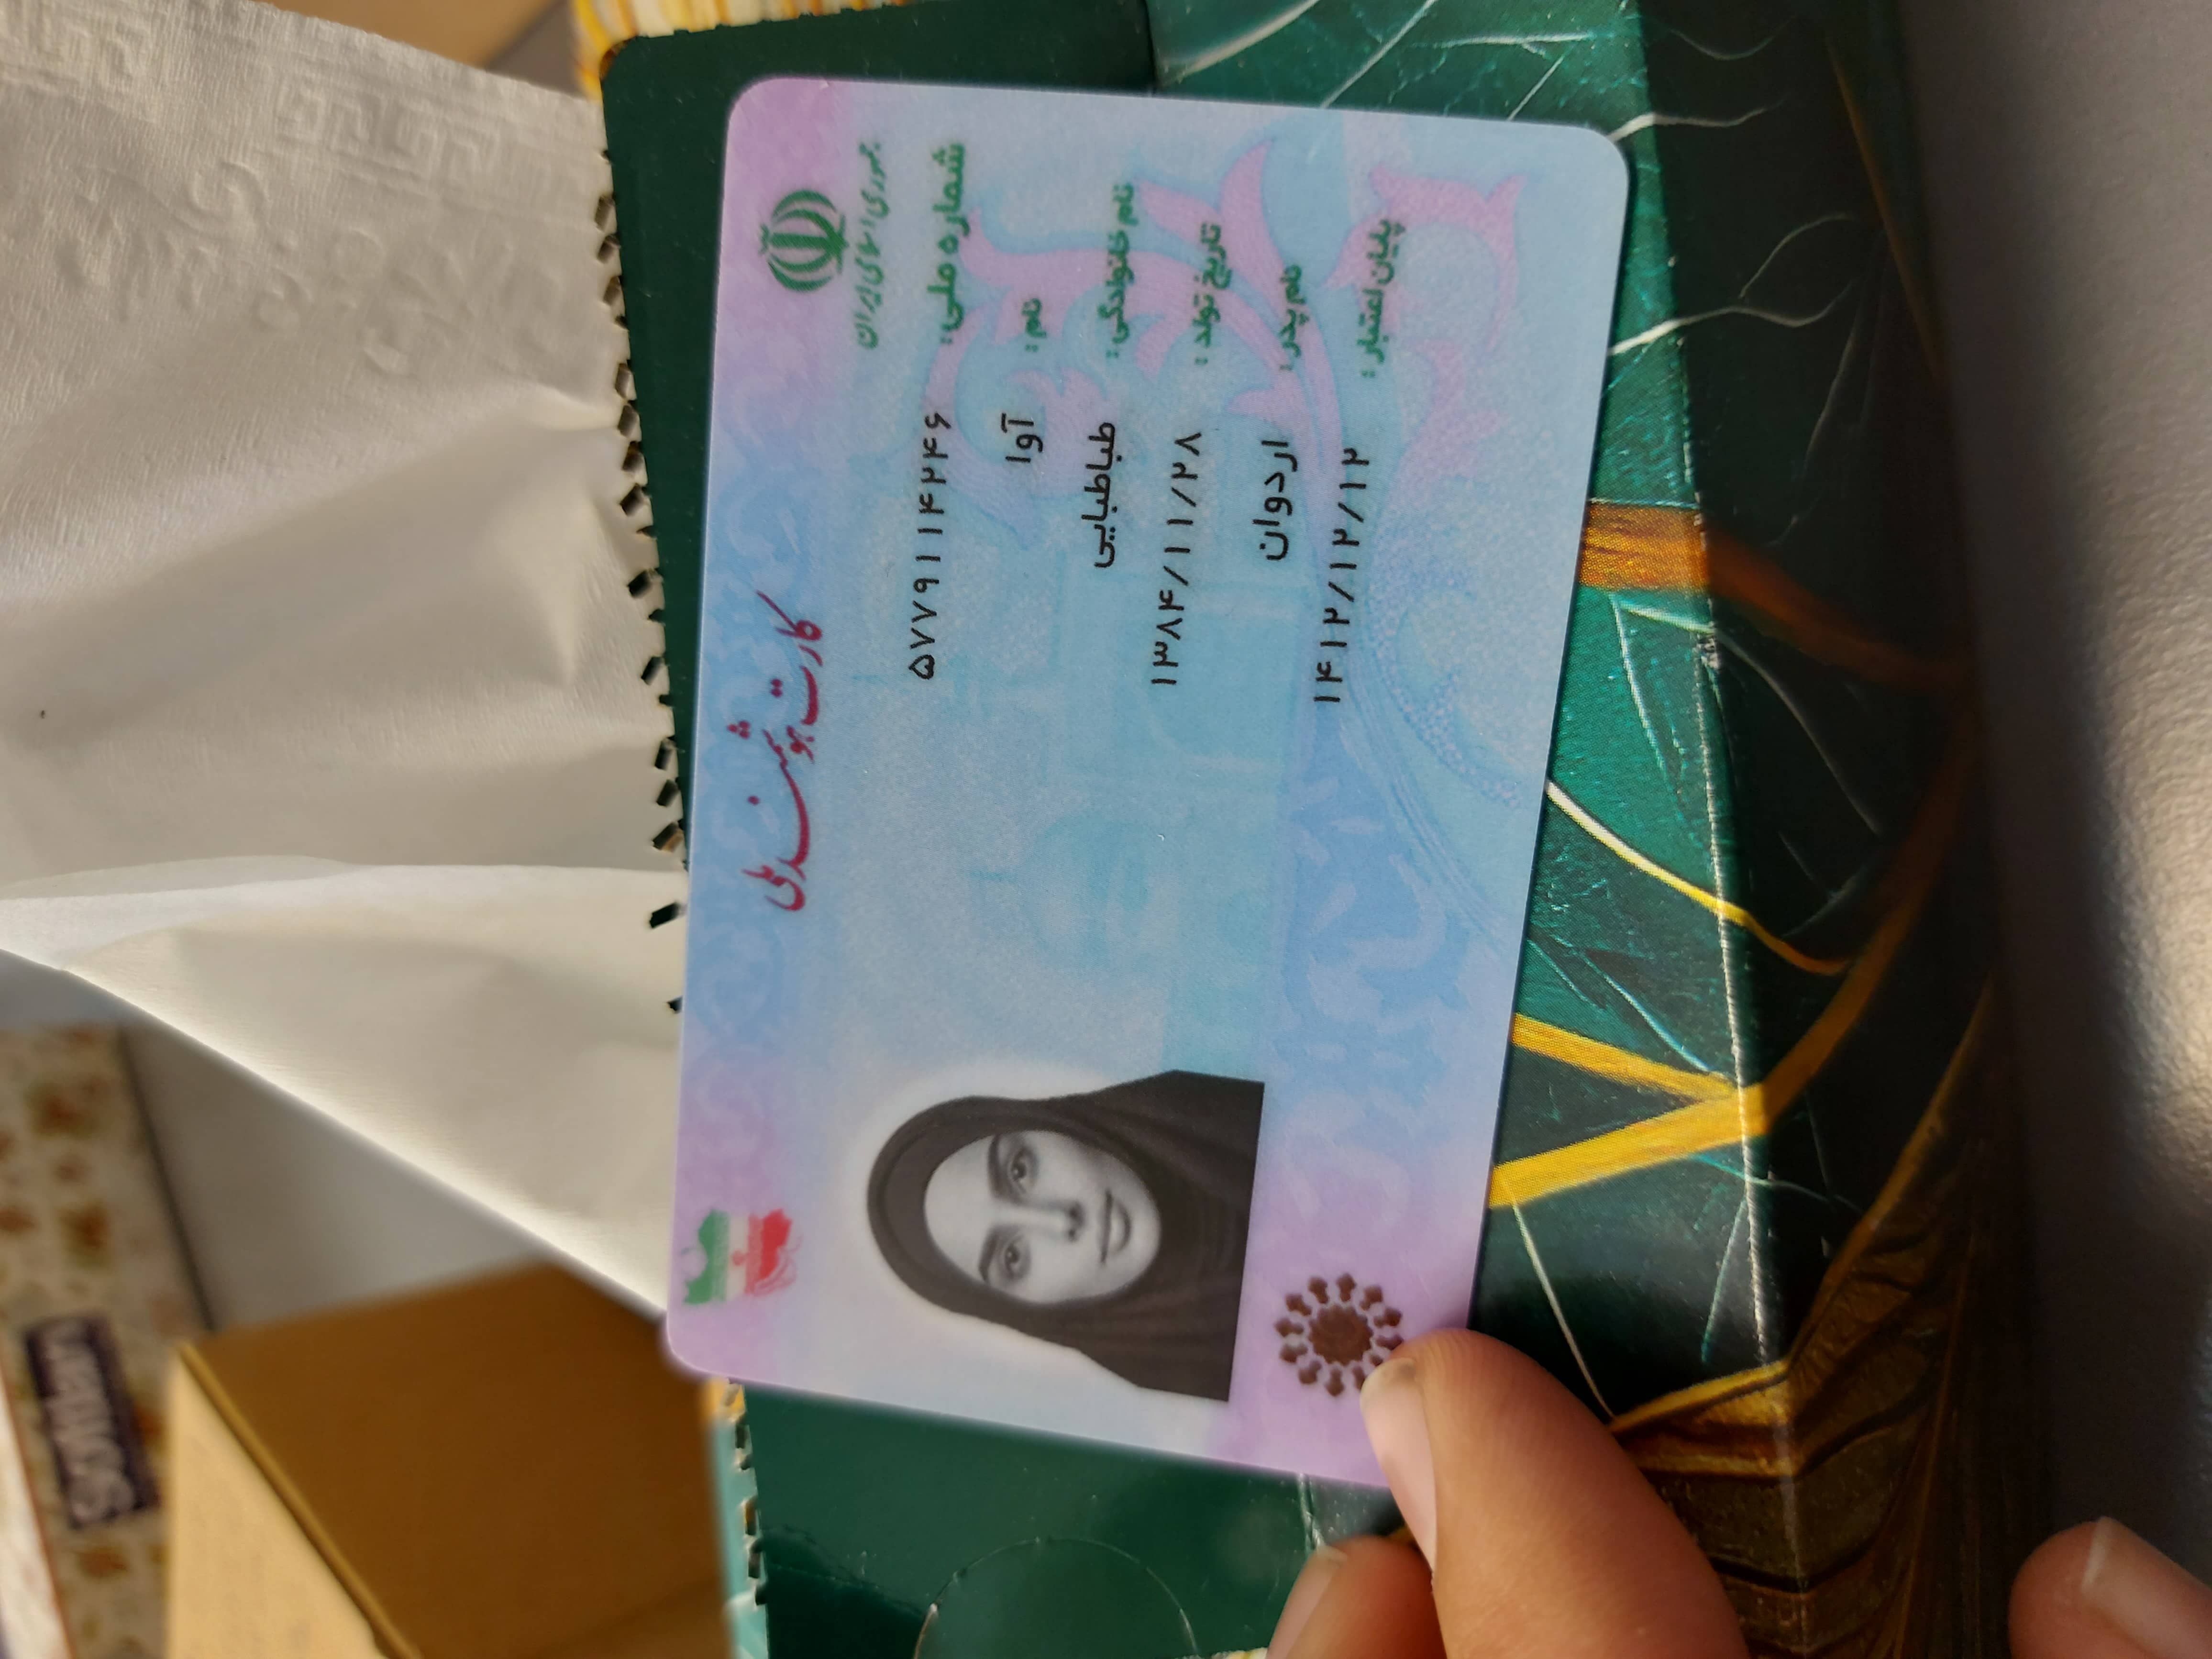 جمهوری اسلامی ایران
کارت هوشمند ملی
شماره ملی: ۵۷۷۹۱۱۴۲۴۶
نام: آوا
نام خانوادگی: طباطبایی
تاریخ تولد: ۱۳۸۴/۱۱/۲۸
نام پدر: اردوان
پایان اعتبار: ۱۴۱۲/۱۲/۱۲